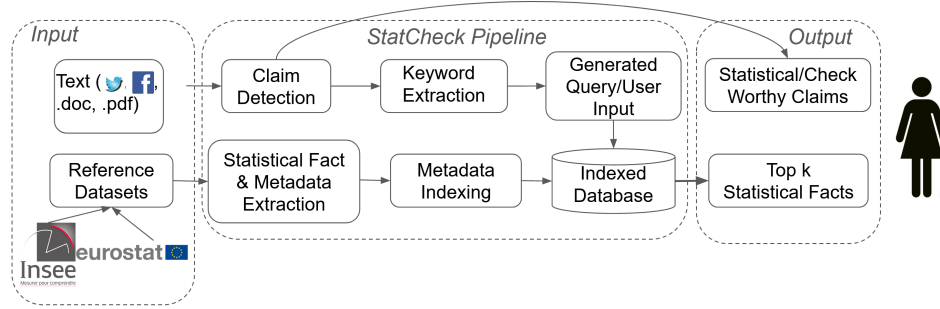 Input
StatCheck Pipeline
Output
Text ( ,
.doc, .pdf)
Claim
Detection
Keyword
Extraction
Generated
Query/User
Input
Statistical/Check
Worthy Claims
Reference
Datasets
Statistical Fact
& Metadata
Extraction
Metadata
Indexing
Indexed
Database
Top k
Statistical Facts
eurostat
Insee
Mesurer pour comprendre